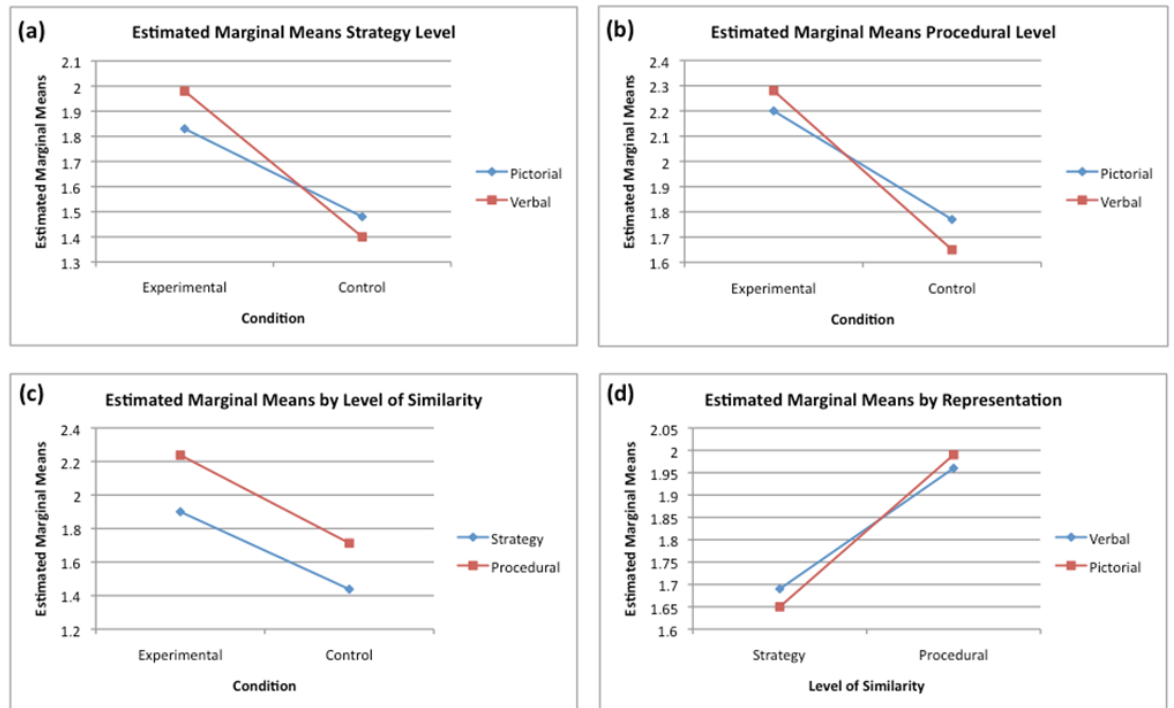 (a)
Estimated Marginal Means Strategy Level
Estimated Marginal Means
2.1
2
1.9
1.8
1.7
1.6
1.5
1.4
1.3
Experimental
Control
Condition
Pictorial
Verbal
(b)
Estimated Marginal Means Procedural Level
Estimated Marginal Means
2.4
2.3
2.2
2.1
2
1.9
1.8
1.7
1.6
Experimental
Control
Condition
Pictorial
Verbal
(c)
Estimated Marginal Means by Level of Similarity
Estimated Marginal Means
2.4
2.2
2
1.8
1.6
1.4
1.2
Experimental
Control
Condition
Strategy
Procedural
(d)
Estimated Marginal Means by Representation
Estimated Marginal Means
2.05
2
1.95
1.9
1.85
1.8
1.75
1.7
1.65
1.6
Strategy
Procedural
Level of Similarity
Verbal
Pictorial